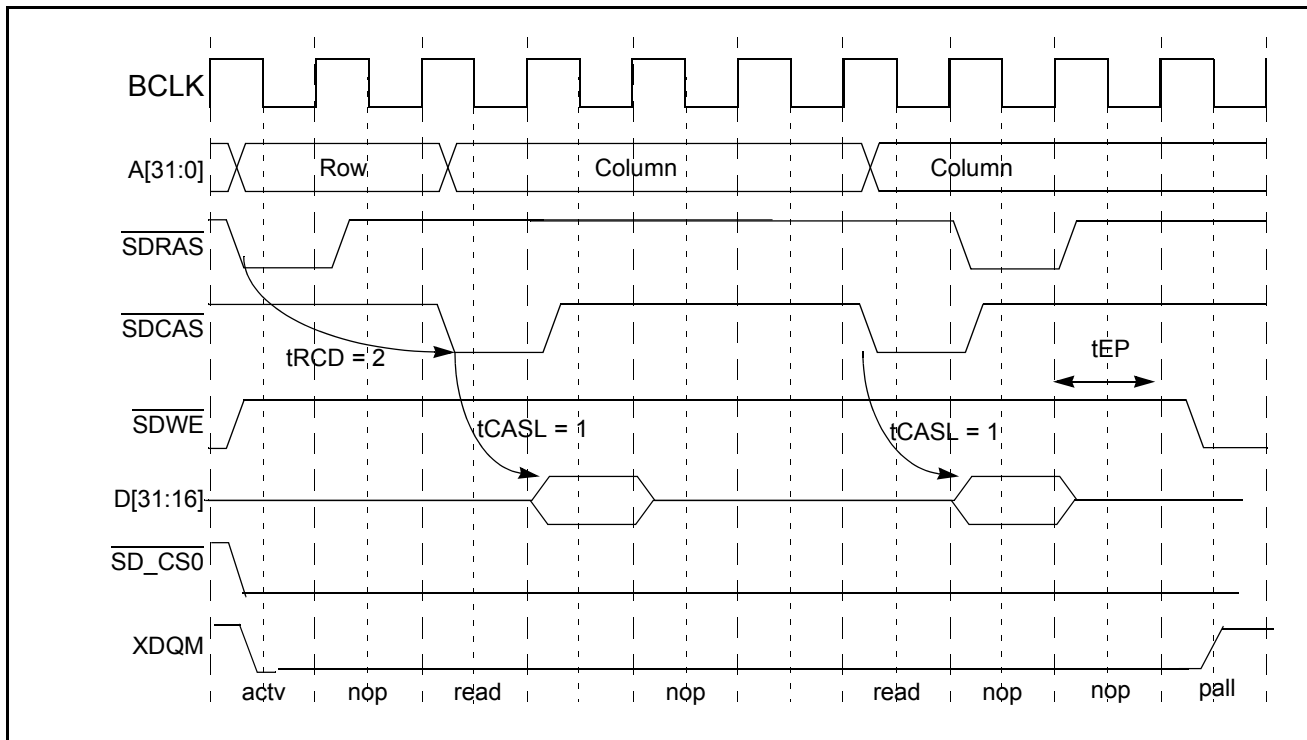 BCLK
A[31:0]
Row
Column
Column
SDRAS
SDCAS
tRCD = 2
tEP
SDWE
tCASL = 1
tCASL = 1
D[31:16]
SD_CS0
XDQM
actv nop read nop read nop nop pall